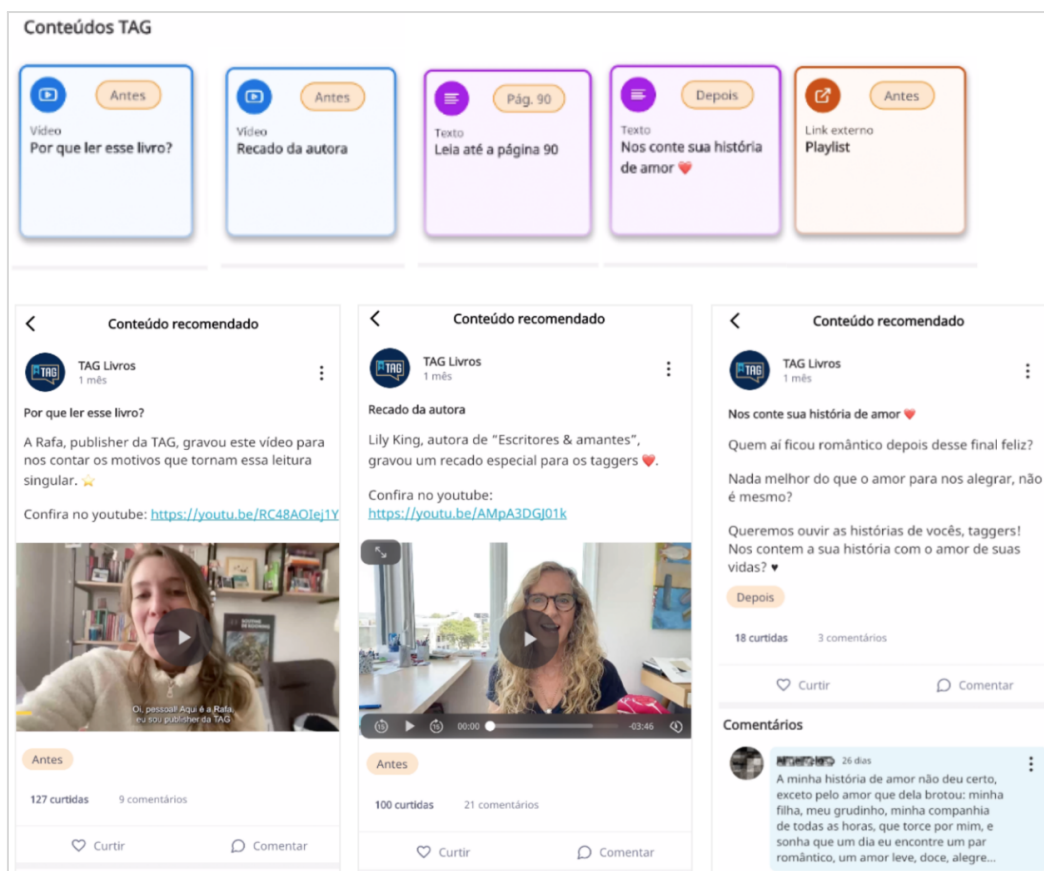 Conteúdos TAG
Antes
Vídeo
Por que ler esse livro?
Antes
Vídeo
Recado da autora
Pág. 90
Texto
Leia até a página 90
Depois
Texto
Nos conte sua história
de amor ❤️
Antes
Link externo
Playlist
Conteúdo recomendado
TAG
TAG Livros
1 mês
Por que ler esse livro?
A Rafa, publisher da TAG, gravou este vídeo para
nos contar os motivos que tornam essa leitura
singular. ⭐
Confira no youtube: https://youtu.be/RC48AOIej1Y
Oi, pessoal! Aqui é a Rafa,
eu sou publisher da TAG
Antes
127 curtidas 9 comentários
Curtir Comentar
Conteúdo recomendado
TAG
TAG Livros
1 mês
Recado da autora
Lily King, autora de "Escritores & amantes",
gravou um recado especial para os taggers ❤️.
Confira no youtube:
https://youtu.be/AMpA3DGJ01k
15 15 00:00 -03:46
Antes
100 curtidas 21 comentários
Curtir Comentar
Conteúdo recomendado
TAG
TAG Livros
1 mês
Nos conte sua história de amor ❤️
Quem aí ficou romântico depois desse final feliz?
Nada melhor do que o amor para nos alegrar, não
é mesmo?
Queremos ouvir as histórias de vocês, taggers!
Nos contem a sua história com o amor de suas
vidas? ♥
Depois
18 curtidas 3 comentários
Curtir Comentar
Comentários
26 dias
A minha história de amor não deu certo,
exceto pelo amor que dela brotou: minha
filha, meu grudinho, minha companhia
de todas as horas, que torce por mim, e
sonha que um dia eu encontre um par
romântico, um amor leve, doce, alegre...